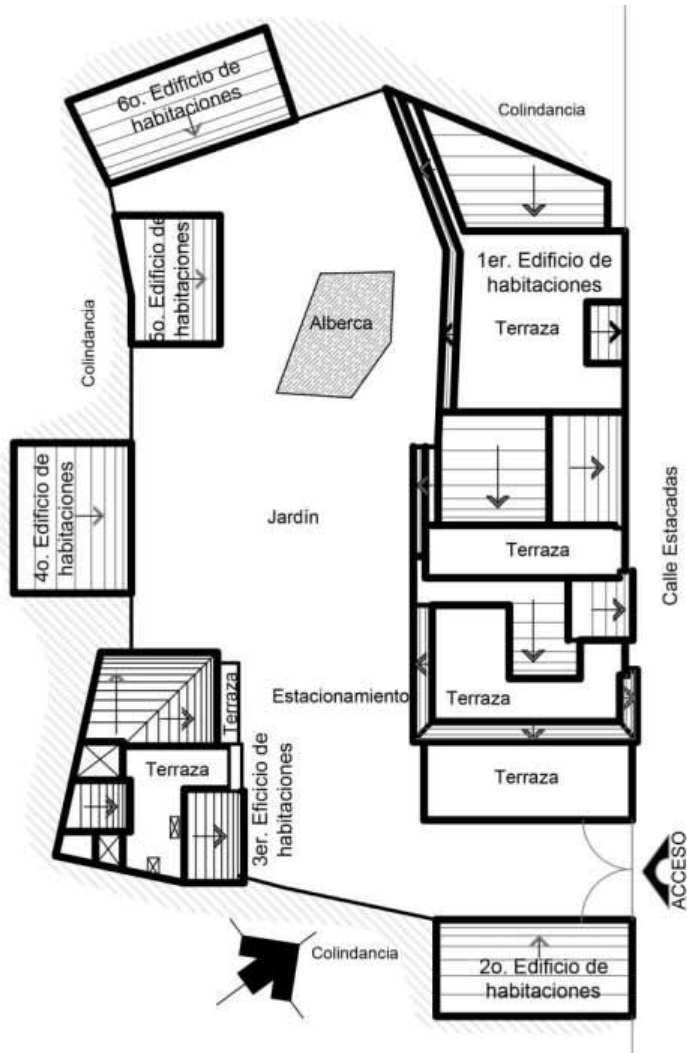 6o. Edificio de
habitaciones
Colindancia
5o. Edificio de
habitaciones
1er. Edificio de
habitaciones
Terraza
Alberca
Colindancia
4o. Edificio de
habitaciones
Jardín
Terraza
Calle Estacadas
Estacionamiento
Terraza
Terraza
Terraza
3er. Eficicio de
habitaciones
Terraza
ACCESO
Colindancia
2o. Edificio de
habitaciones